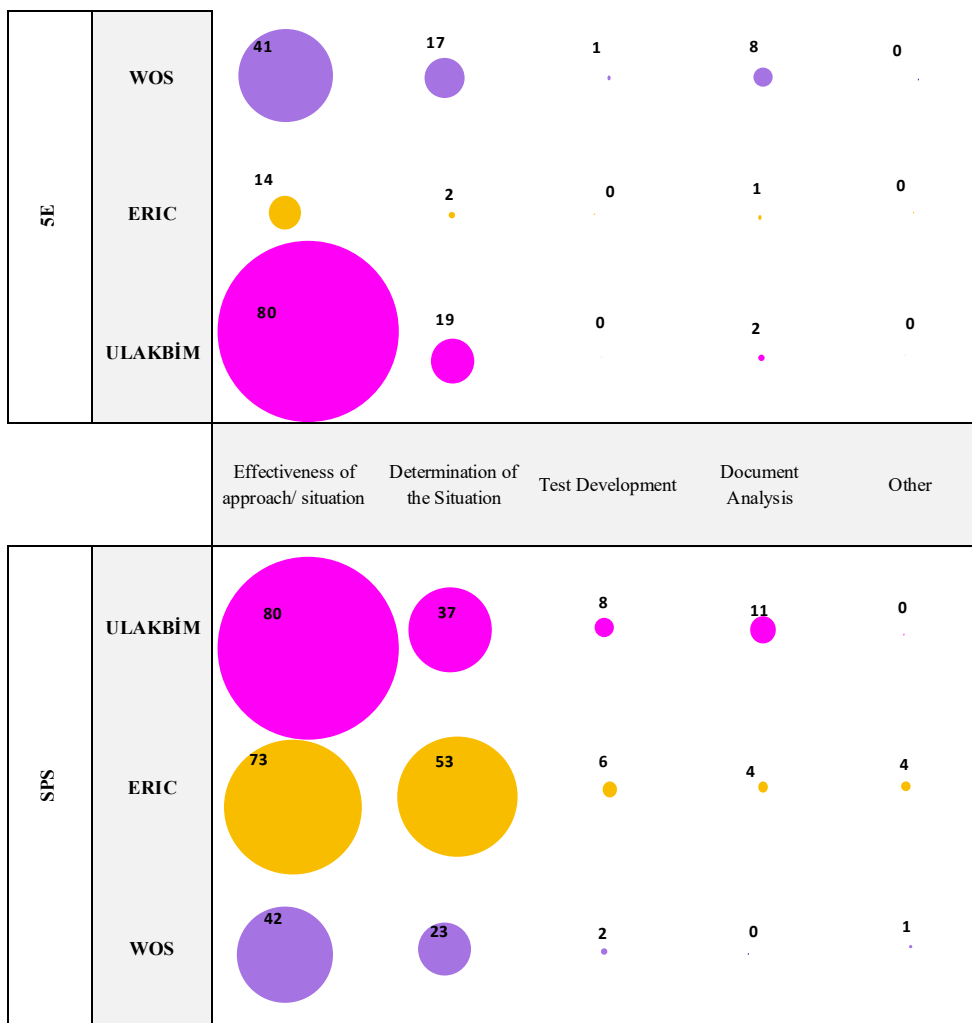 5E
WOS
41
17
1
8
0
ERIC
14
2
0
1
0
ULAKBİM
80
19
0
2
0
Effectiveness of
approach/ situation
Determination of
the Situation
Test Development
Document
Analysis
Other
SPS
ULAKBİM
80
37
8
11
0
ERIC
73
53
6
4
4
WOS
42
23
2
0
1